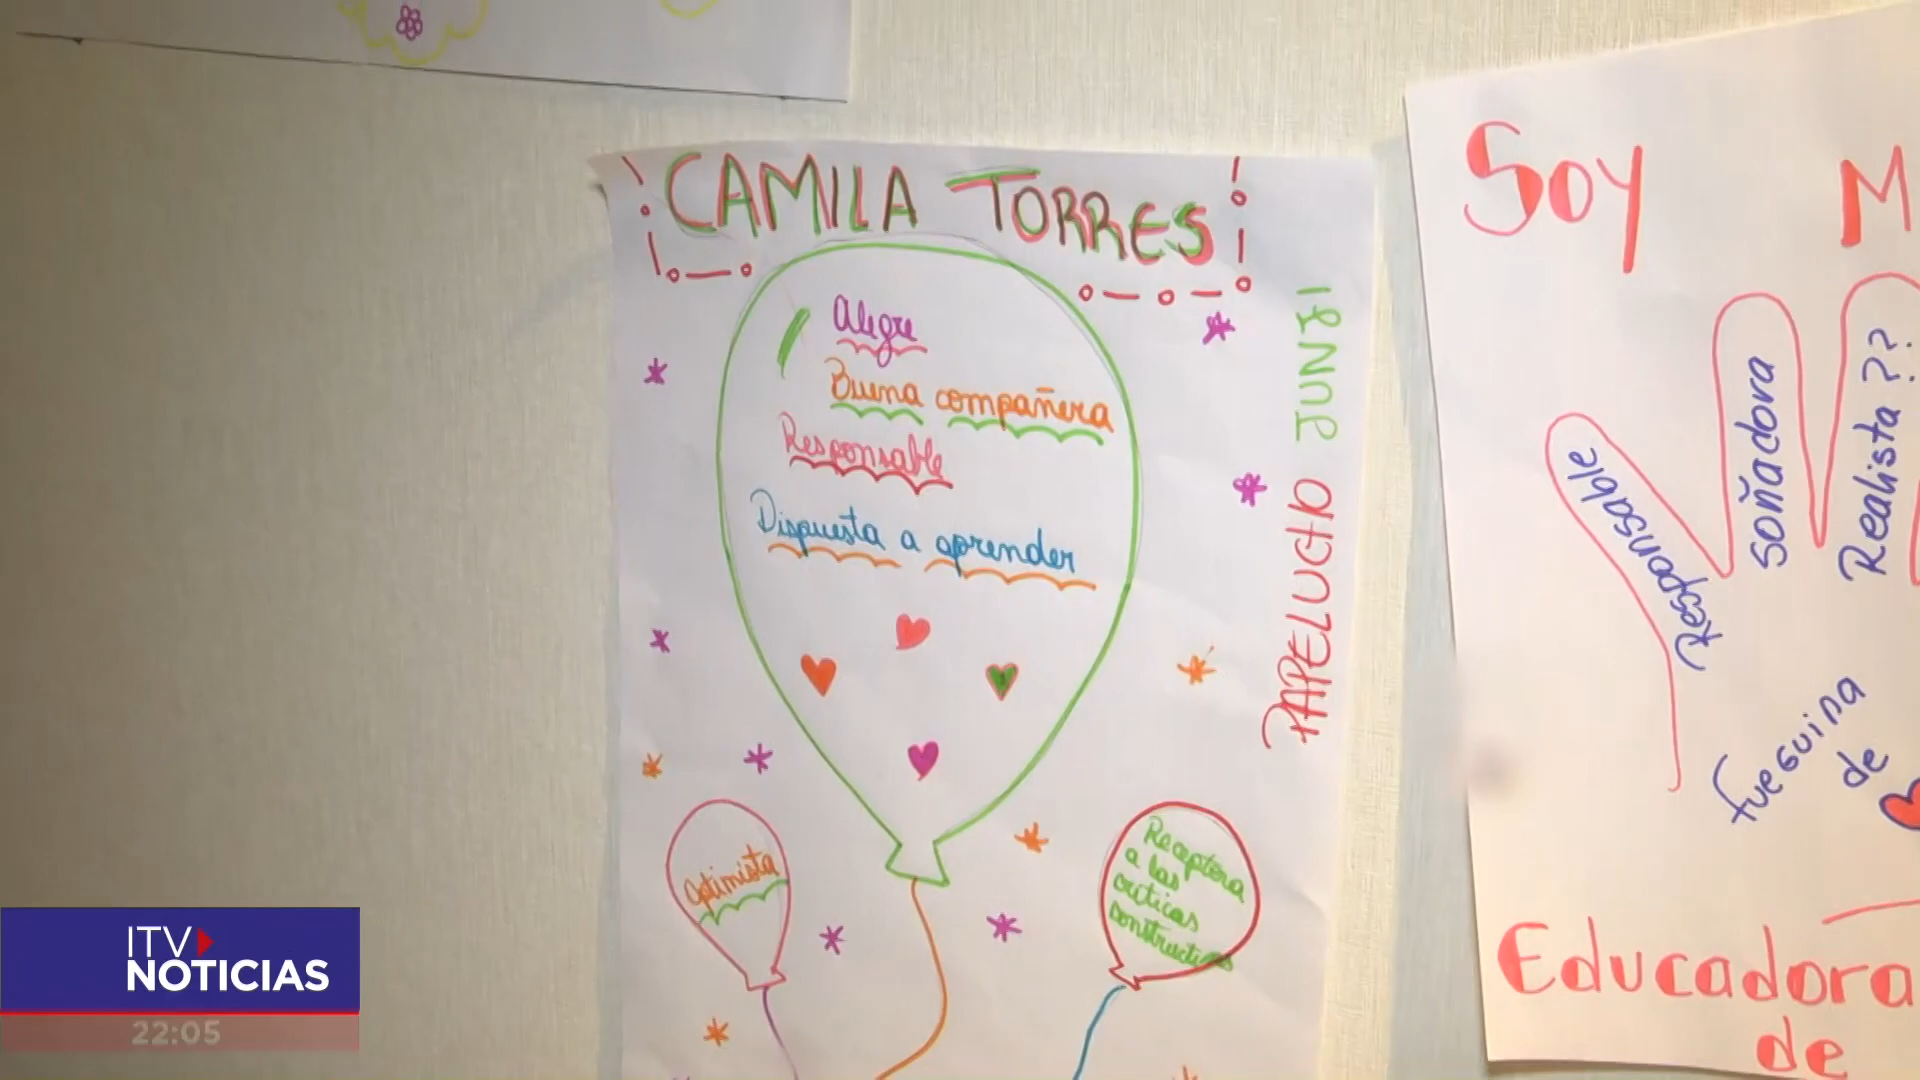 CAMILA TORRES
Alegre
Buena compañera
Responsable
Dispuesta a aprender
optimista
Receptora
a las
criticas
constructivas
PAPELUCHO JUNJI
Soy M
Responsable
soñadora
Realista??
fueguina
de
Educadora
de
ITV
NOTICIAS
22:05